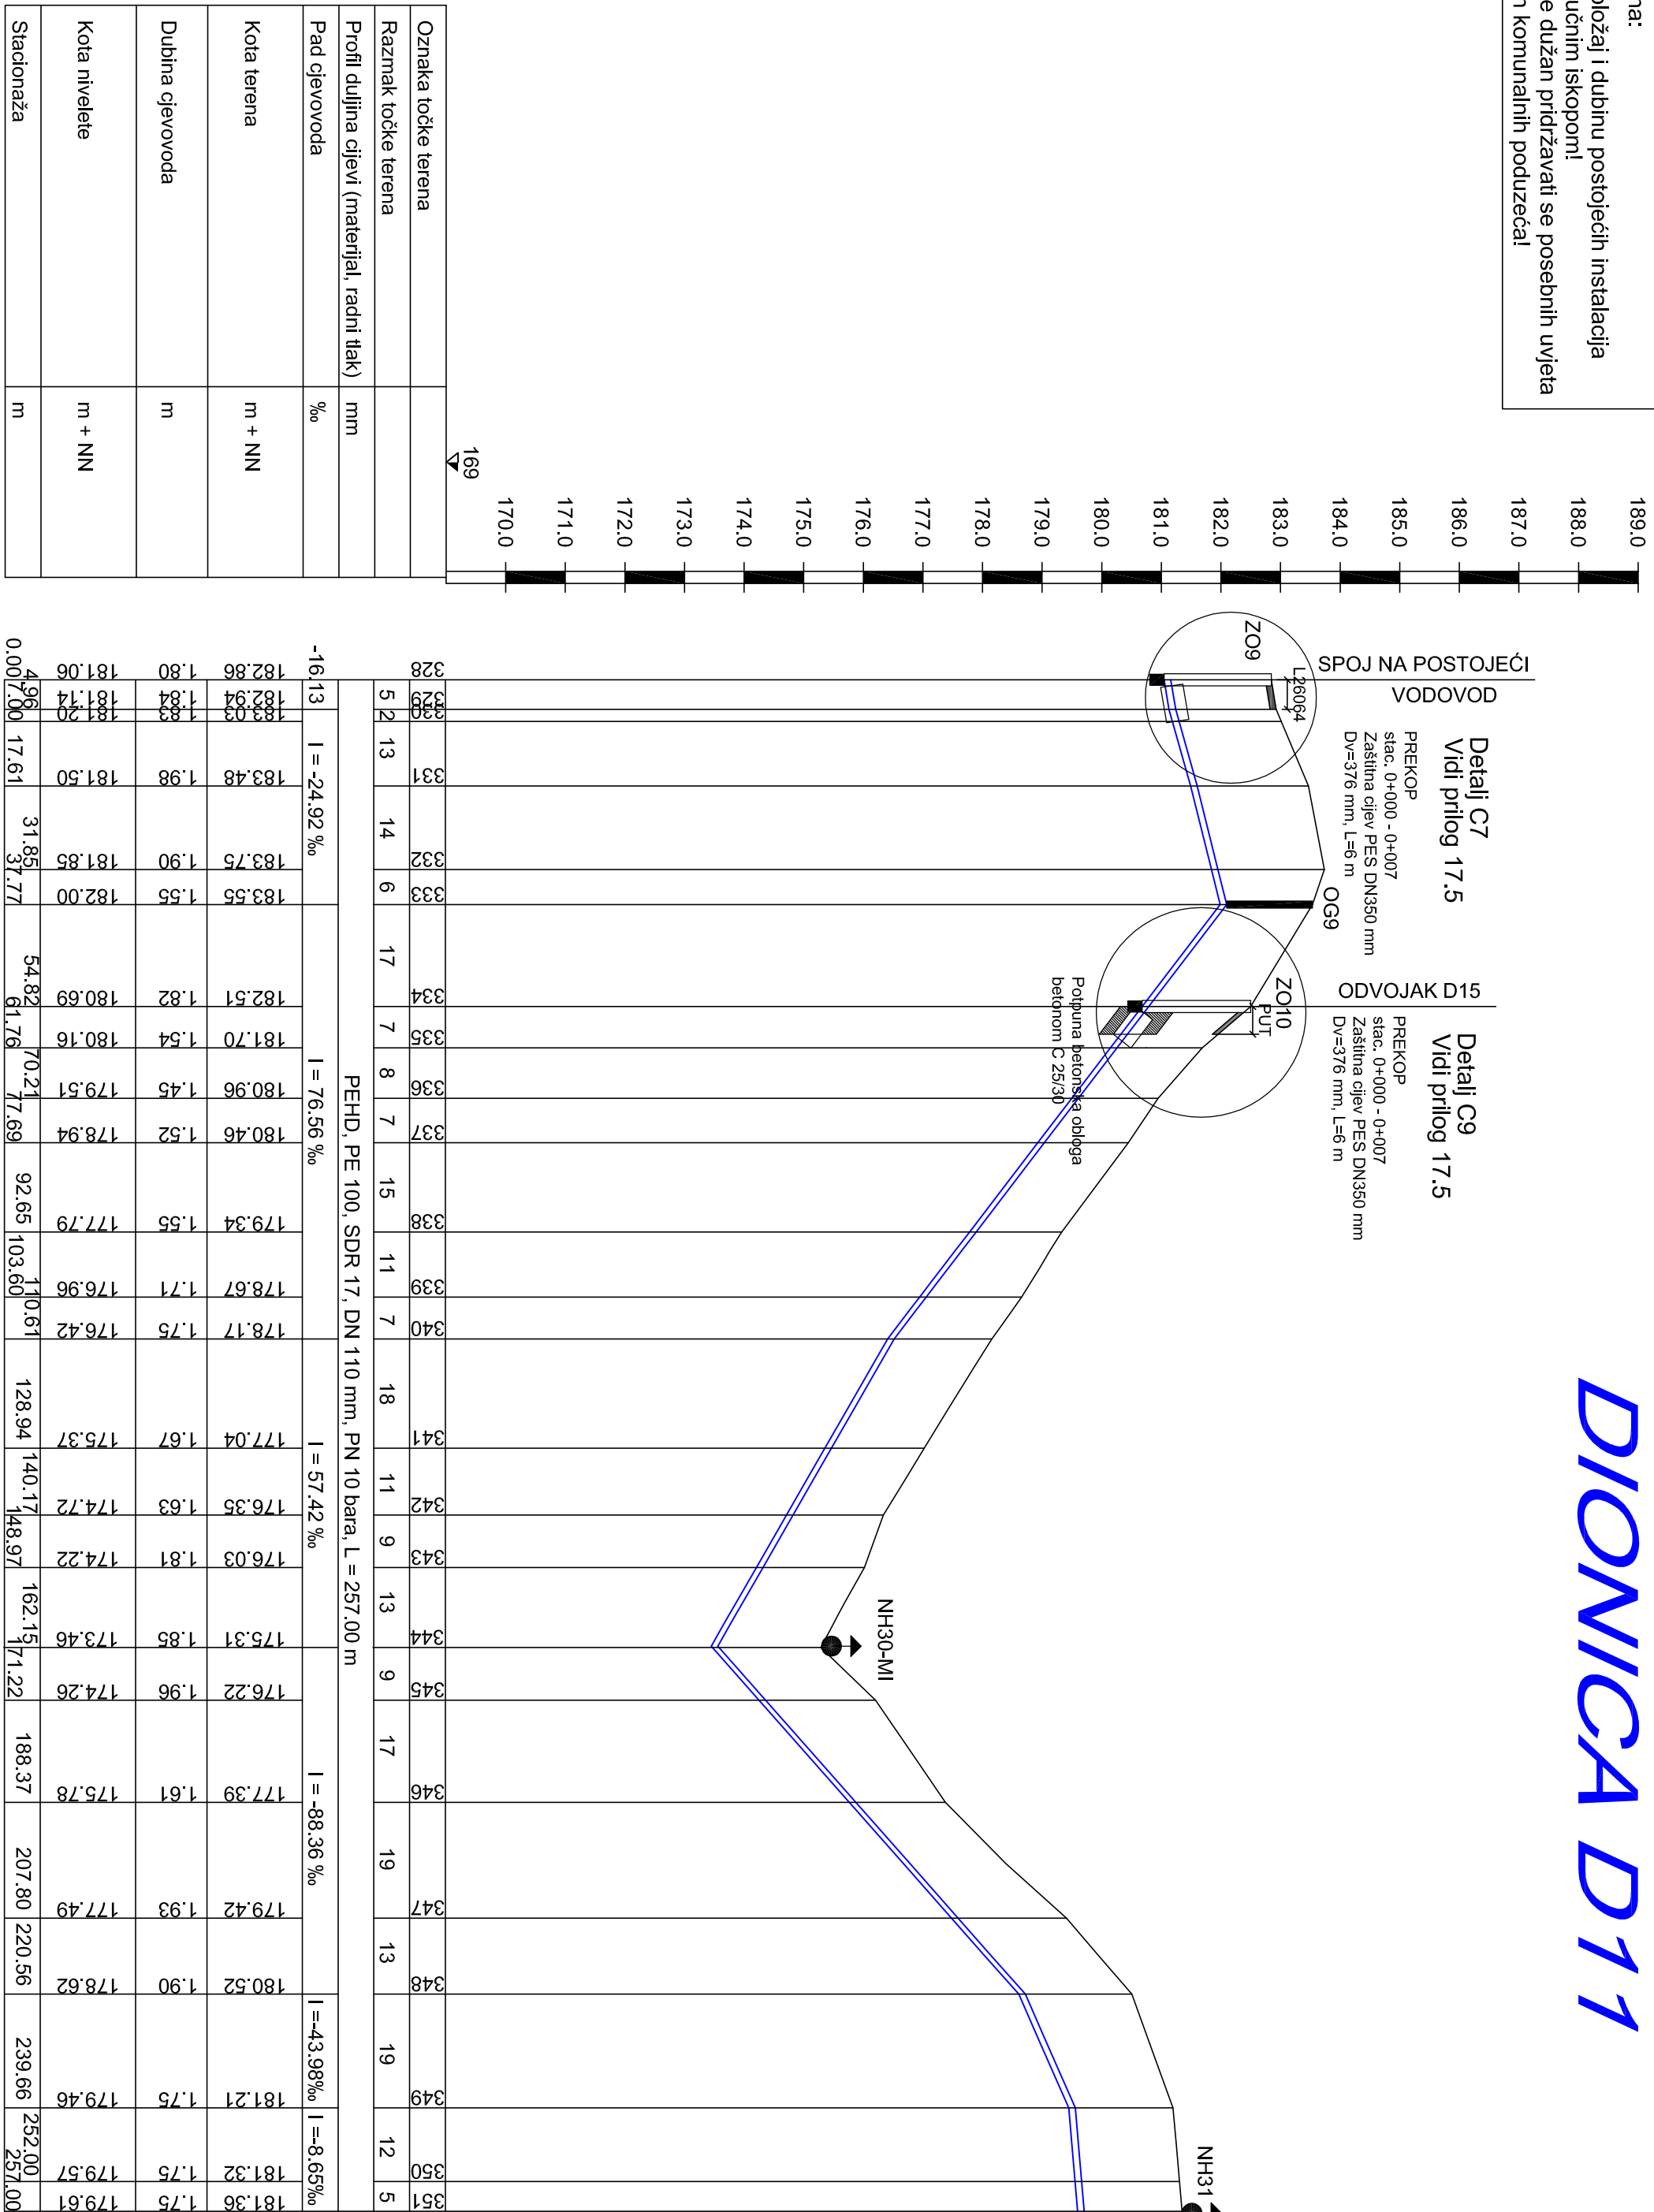 na:
oložaj i dubinu postojećih instalacija
učnim iskopom!
e dužan pridržavati se posebnih uvjeta
n komunalnih poduzeća!
DIONICA D11
189.0
188.0
187.0
186.0
185.0
184.0
183.0
182.0
181.0
180.0
179.0
178.0
177.0
176.0
175.0
174.0
173.0
172.0
171.0
170.0
169
SPOJ NA POSTOJEĆI
VODOVOD
ZO9
L26064
Detalj C7
Vidi prilog 17.5
PREKOP
stac. 0+000 - 0+007
Zaštitna cijev PES DN350 mm
Dv=376 mm, L=6 m
OG9
ODVOJAK D15
ZO10
PUT
Detalj C9
Vidi prilog 17.5
PREKOP
stac. 0+000 - 0+007
Zaštitna cijev PES DN350 mm
Dv=376 mm, L=6 m
Potpuna betonska obloga
betonom C 25/30
NH30-MI
NH31
Oznaka točke terena 328 329 330 331 332 333 334 335 336 337 338 339 340 341 342 343 344 345 346 347 348 349 350 351
Razmak točke terena 5 2 13 14 6 17 7 8 7 15 11 7 18 11 9 13 9 17 19 13 19 12 5
Profil duljina cijevi (materijal, radni tlak) mm PEHD, PE 100, SDR 17, DN 110 mm, PN 10 bara, L = 257.00 m
Pad cjevovoda ‰ -16.13 I = -24.92 ‰ I = 76.56 ‰ I = 57.42 ‰ I = -88.36 ‰ I =-43.98‰ I =-8.65‰
Kota terena m + NN 182.86 182.94 183.03 183.48 183.75 183.55 182.51 181.70 180.96 180.46 179.34 178.67 178.17 177.04 176.35 176.03 175.31 176.22 177.39 179.42 180.52 181.21 181.32 181.36
Dubina cjevovoda m 1.80 1.84 1.83 1.98 1.90 1.55 1.82 1.54 1.45 1.52 1.55 1.71 1.75 1.67 1.63 1.81 1.85 1.96 1.61 1.93 1.90 1.75 1.75 1.75
Kota nivelete m + NN 181.06 181.14 181.20 181.50 181.85 182.00 180.69 180.16 179.51 178.94 177.79 176.96 176.42 175.37 174.72 174.22 173.46 174.26 175.78 177.49 178.62 179.46 179.57 179.61
Stacionaža m 0.00 4.96 7.00 17.61 31.85 37.77 54.82 61.76 70.21 77.69 92.65 103.60 110.61 128.94 140.17 148.97 162.15 171.22 188.37 207.80 220.56 239.66 252.00 257.00